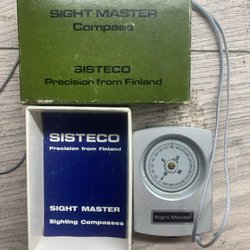 SIGHT MASTER
Compass
SISTECO
Precision from Finland
SISTECO
Precision from Finland
SIGHT MASTER
Sighting Compasses
Sight Master